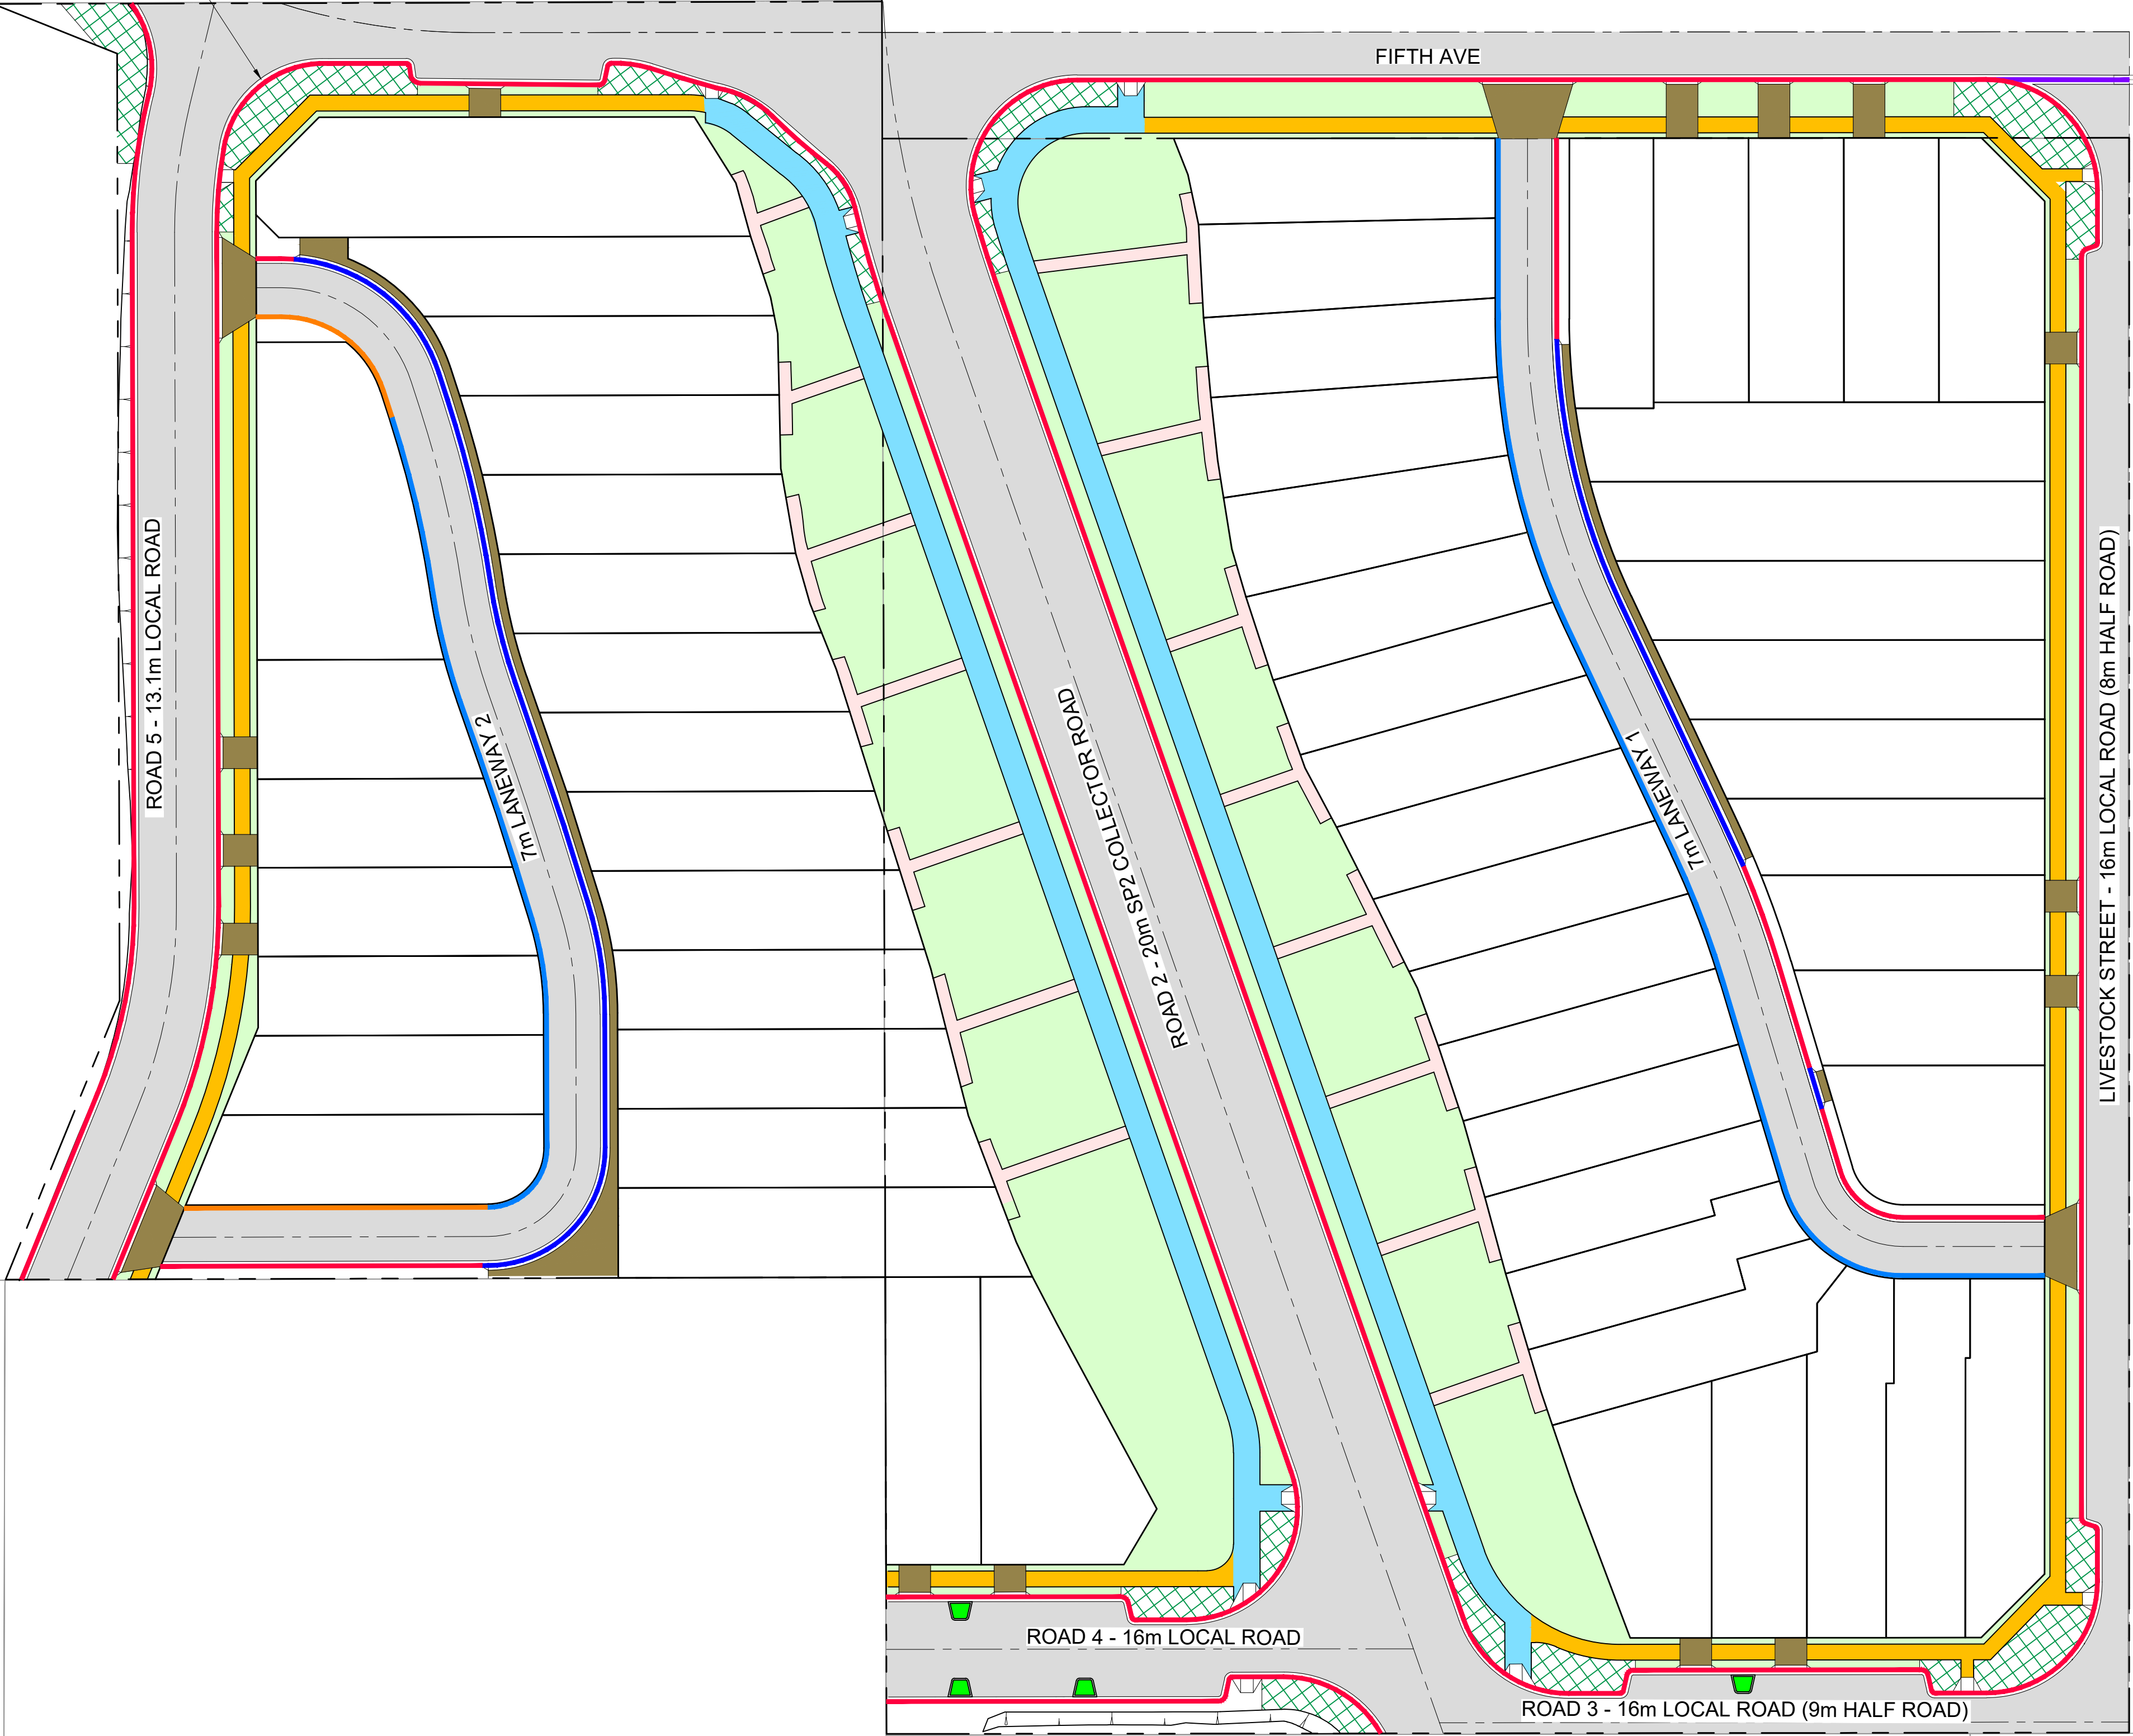 FIFTH AVE
ROAD 5 - 13.1m LOCAL ROAD
7m LANEWAY 2
ROAD 2 - 20m SP2 COLLECTOR ROAD
7m LANEWAY 1
LIVESTOCK STREET - 16m LOCAL ROAD (8m HALF ROAD)
ROAD 4 - 16m LOCAL ROAD
ROAD 3 - 16m LOCAL ROAD (9m HALF ROAD)